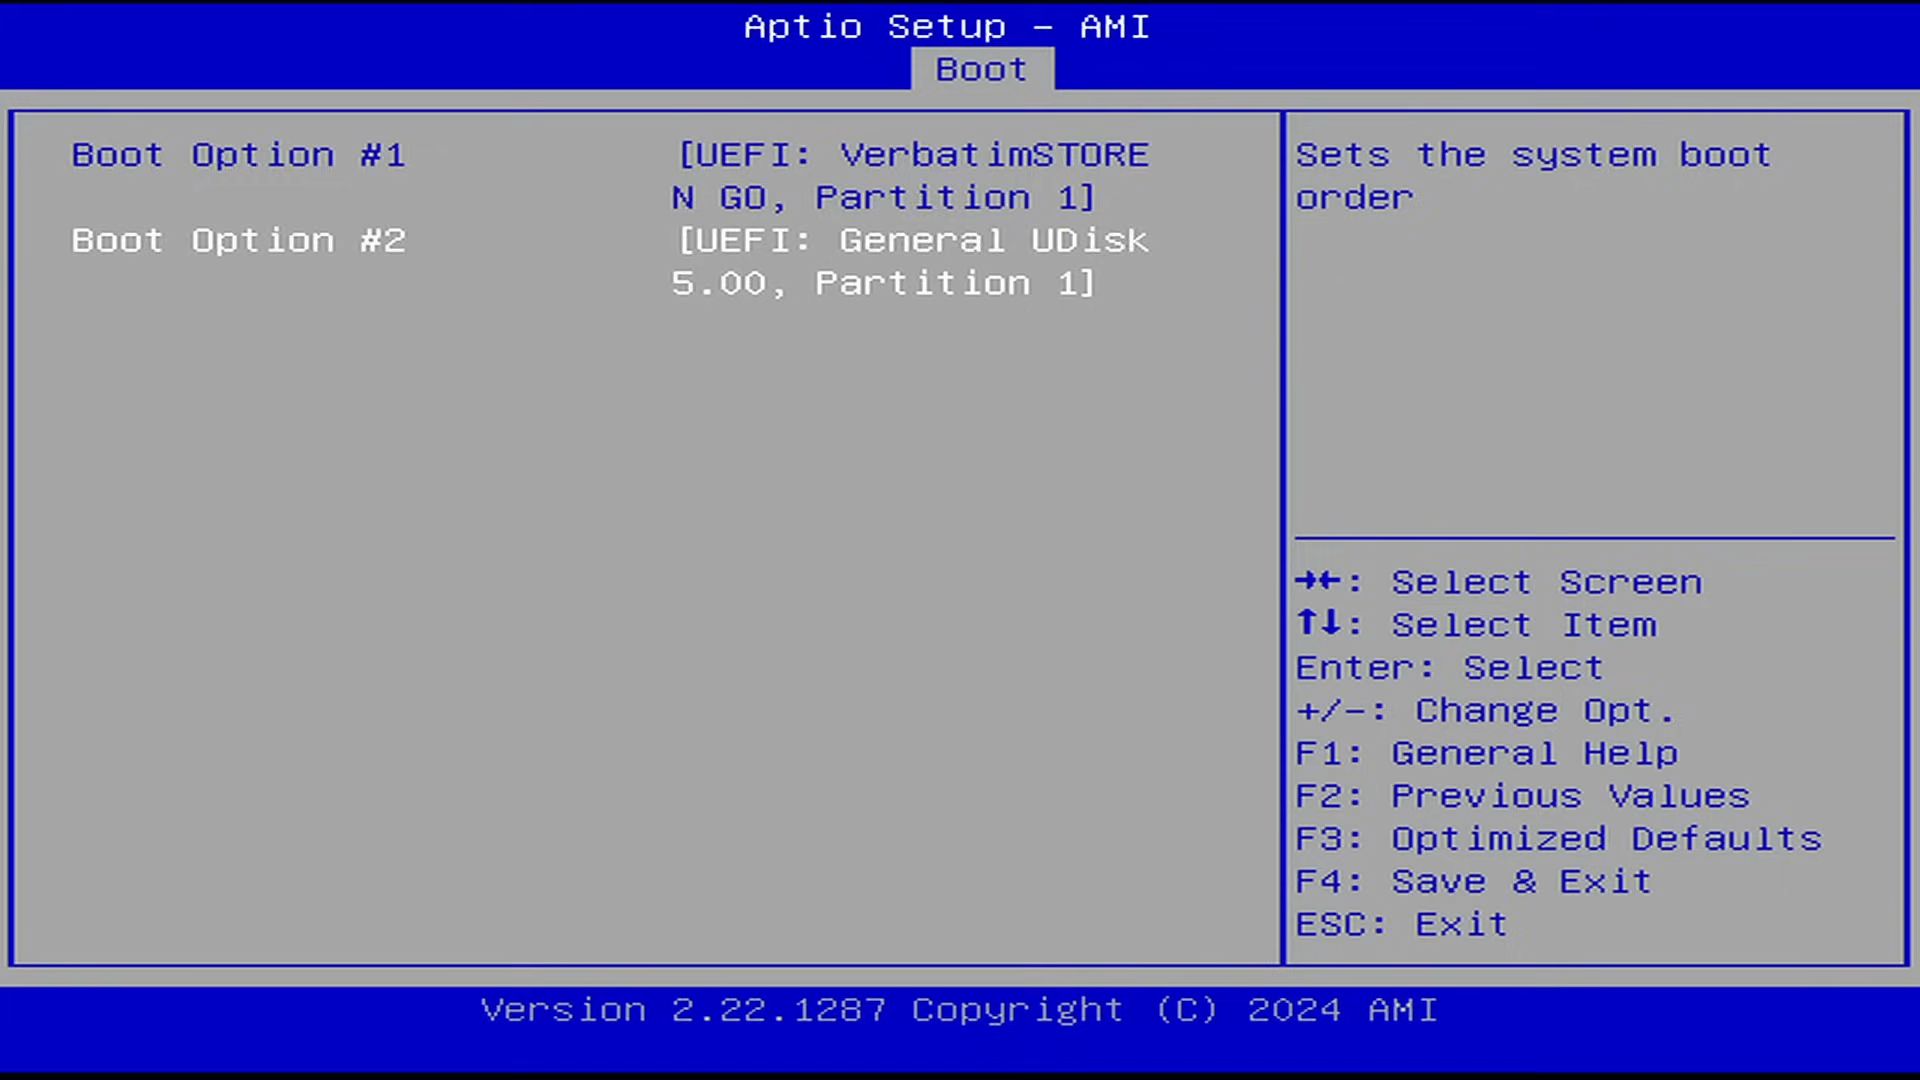 Aptio Setup - AMI
Boot
Boot Option #1 [UEFI: VerbatimSTORE
N GO, Partition 1]
Boot Option #2 [UEFI: General UDisk
5.00, Partition 1]
Sets the system boot
order
→←: Select Screen
↑↓: Select Item
Enter: Select
+/-: Change Opt.
F1: General Help
F2: Previous Values
F3: Optimized Defaults
F4: Save & Exit
ESC: Exit
Version 2.22.1287 Copyright (C) 2024 AMI